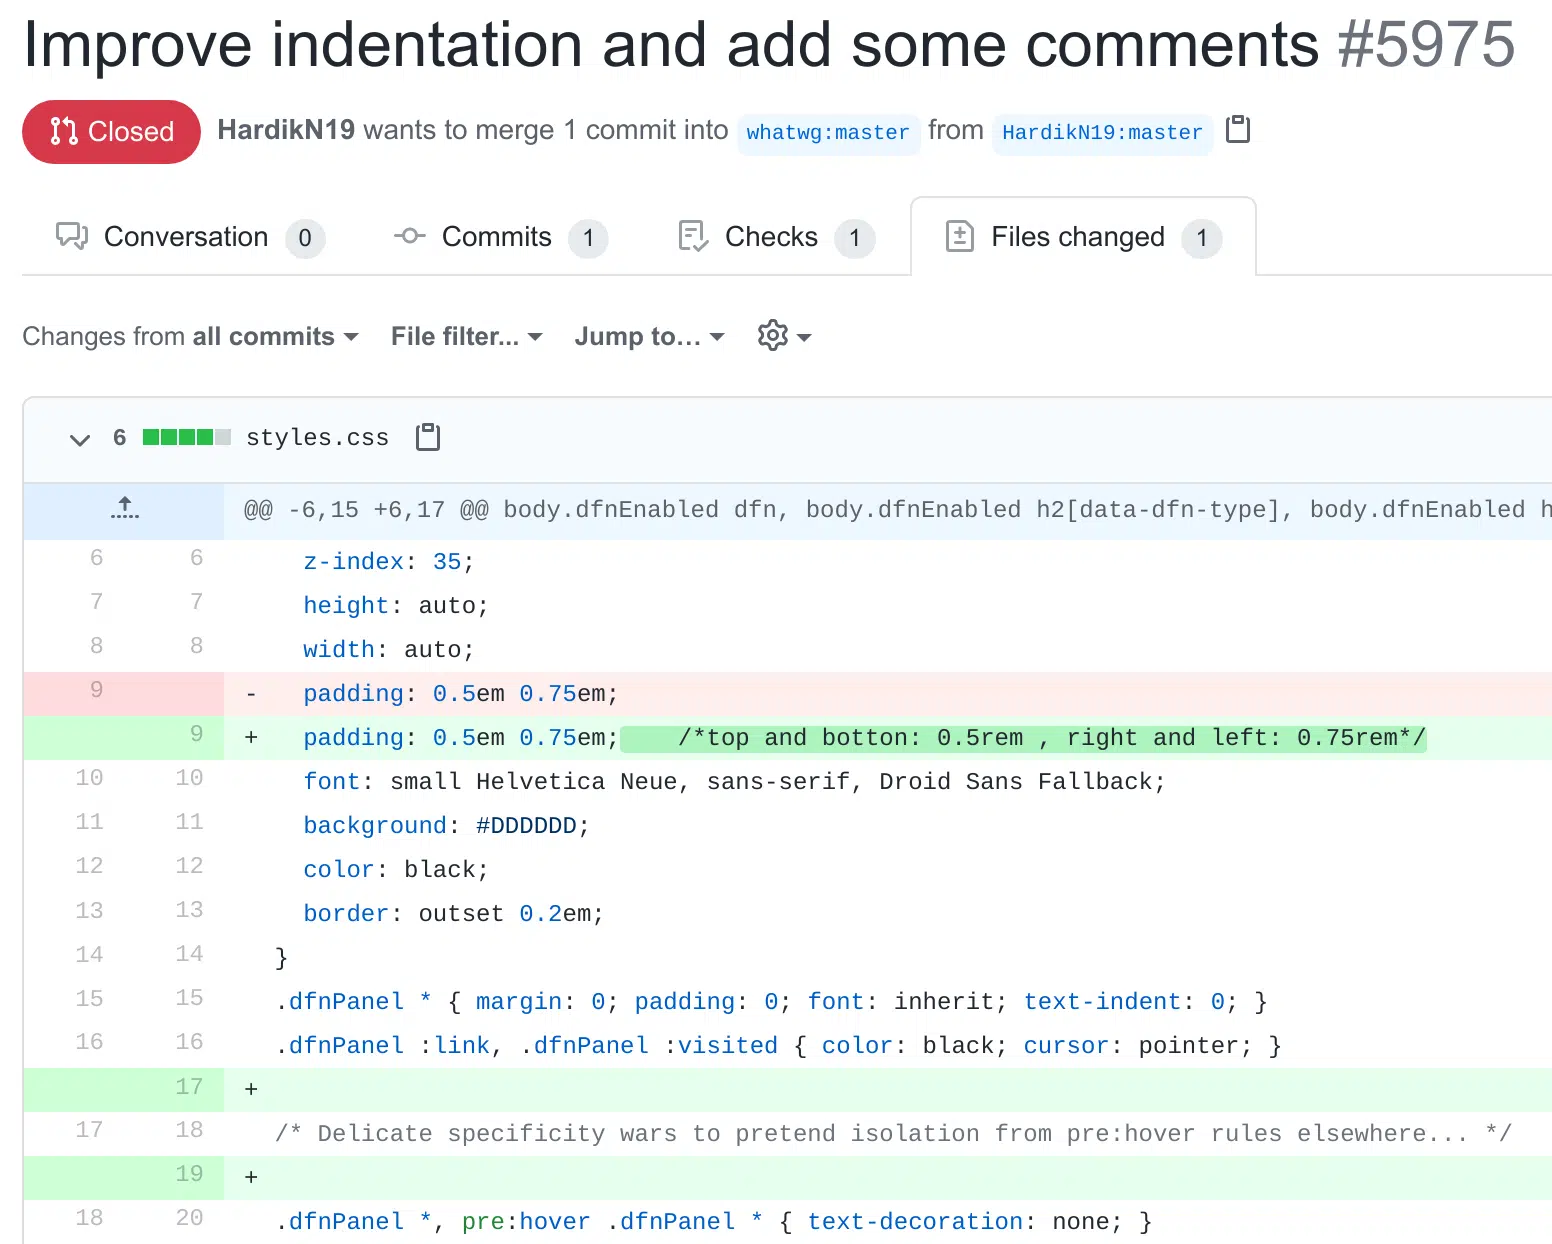 Improve indentation and add some comments #5975
Closed HardikN19 wants to merge 1 commit into whatwg:master from HardikN19:master
Conversation 0 Commits 1 Checks 1 Files changed 1
Changes from all commits File filter... Jump to...
6 styles.css
@@ -6,15 +6,17 @@ body.dfnEnabled dfn, body.dfnEnabled h2[data-dfn-type], body.dfnEnabled h
6 6 z-index: 35;
7 7 height: auto;
8 8 width: auto;
9 - padding: 0.5em 0.75em;
9 + padding: 0.5em 0.75em; /*top and botton: 0.5rem , right and left: 0.75rem*/
10 10 font: small Helvetica Neue, sans-serif, Droid Sans Fallback;
11 11 background: #DDDDDD;
12 12 color: black;
13 13 border: outset 0.2em;
14 14 }
15 15 .dfnPanel * { margin: 0; padding: 0; font: inherit; text-indent: 0; }
16 16 .dfnPanel :link, .dfnPanel :visited { color: black; cursor: pointer; }
17 +
17 18 /* Delicate specificity wars to pretend isolation from pre:hover rules elsewhere... */
19 +
18 20 .dfnPanel *, pre:hover .dfnPanel * { text-decoration: none; }